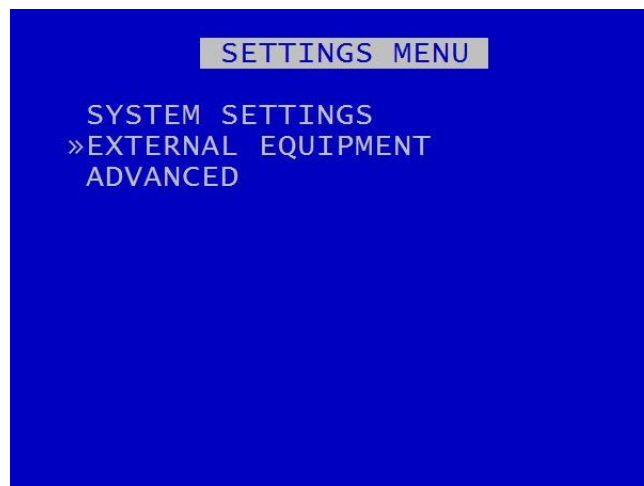 SETTINGS MENU
SYSTEM SETTINGS
»EXTERNAL EQUIPMENT
ADVANCED